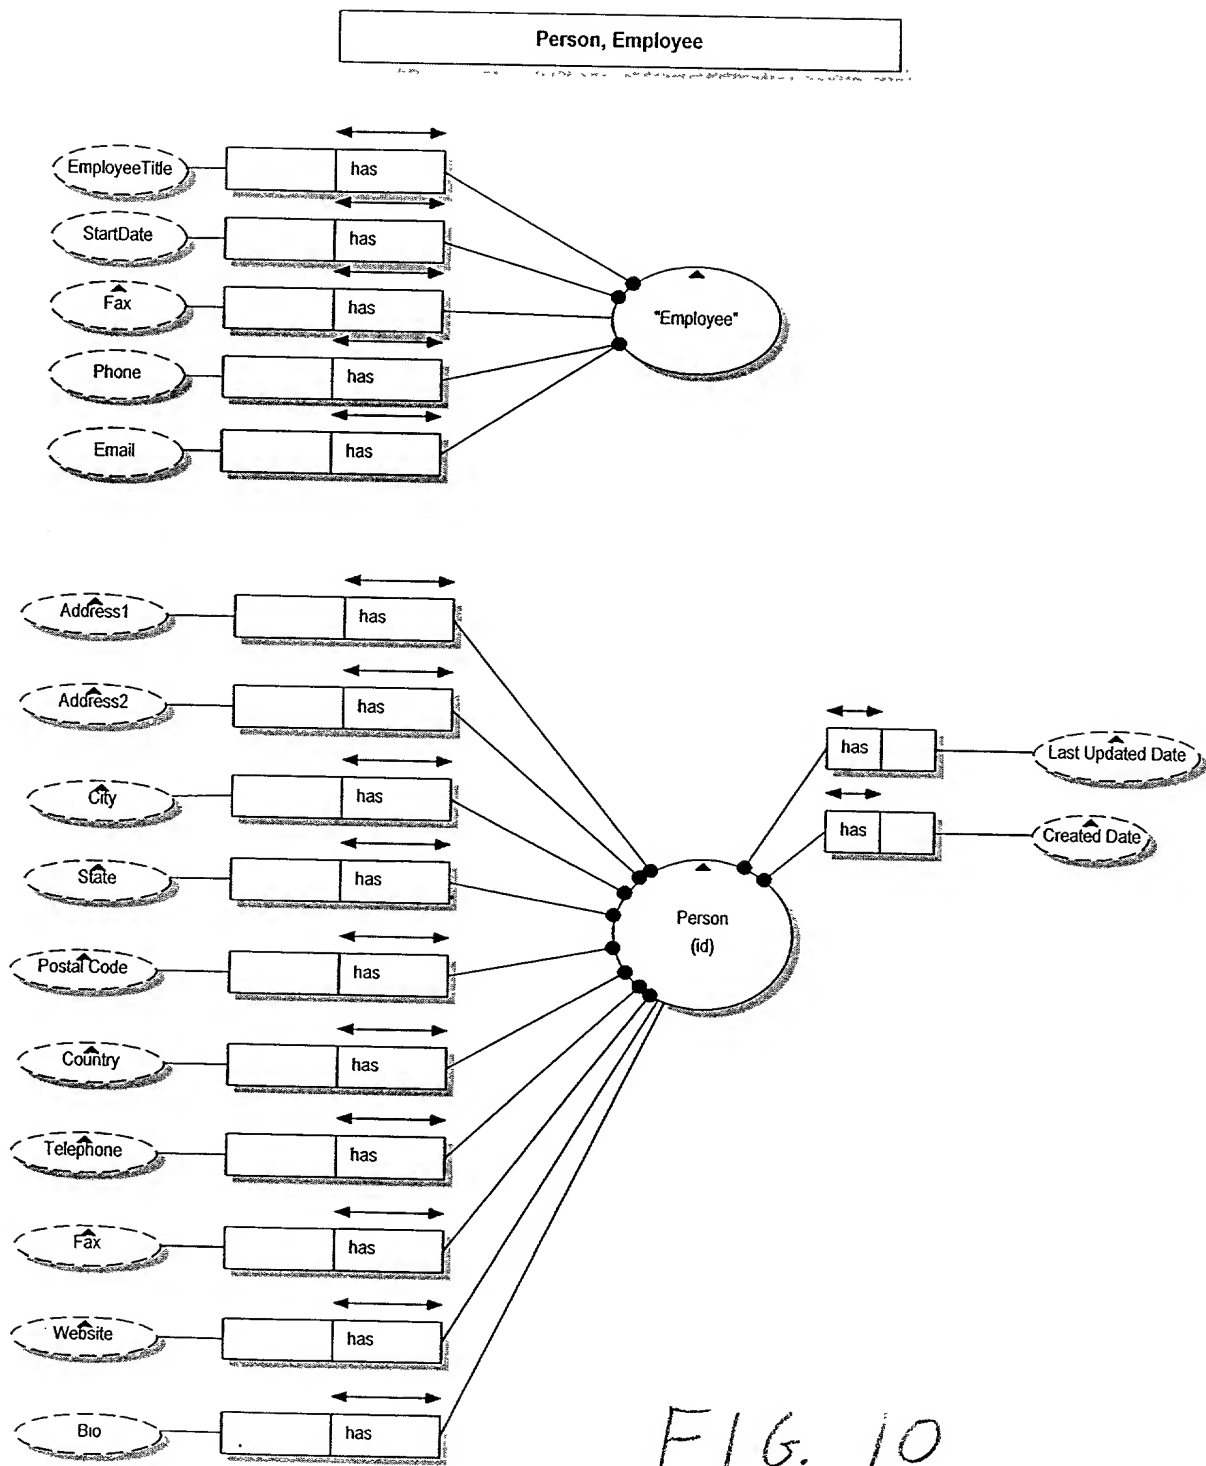 Person, Employee
EmployeeTitle
has
StartDate
has
Fax
has
"Employee"
Phone
has
Email
has
Address1
has
Address2
has
has
Last Updated Date
City
has
has
Created Date
State
has
Person
(id)
Postal Code
has
Country
has
Telephone
has
Fax
has
Website
has
Bio
has
FIG. 10